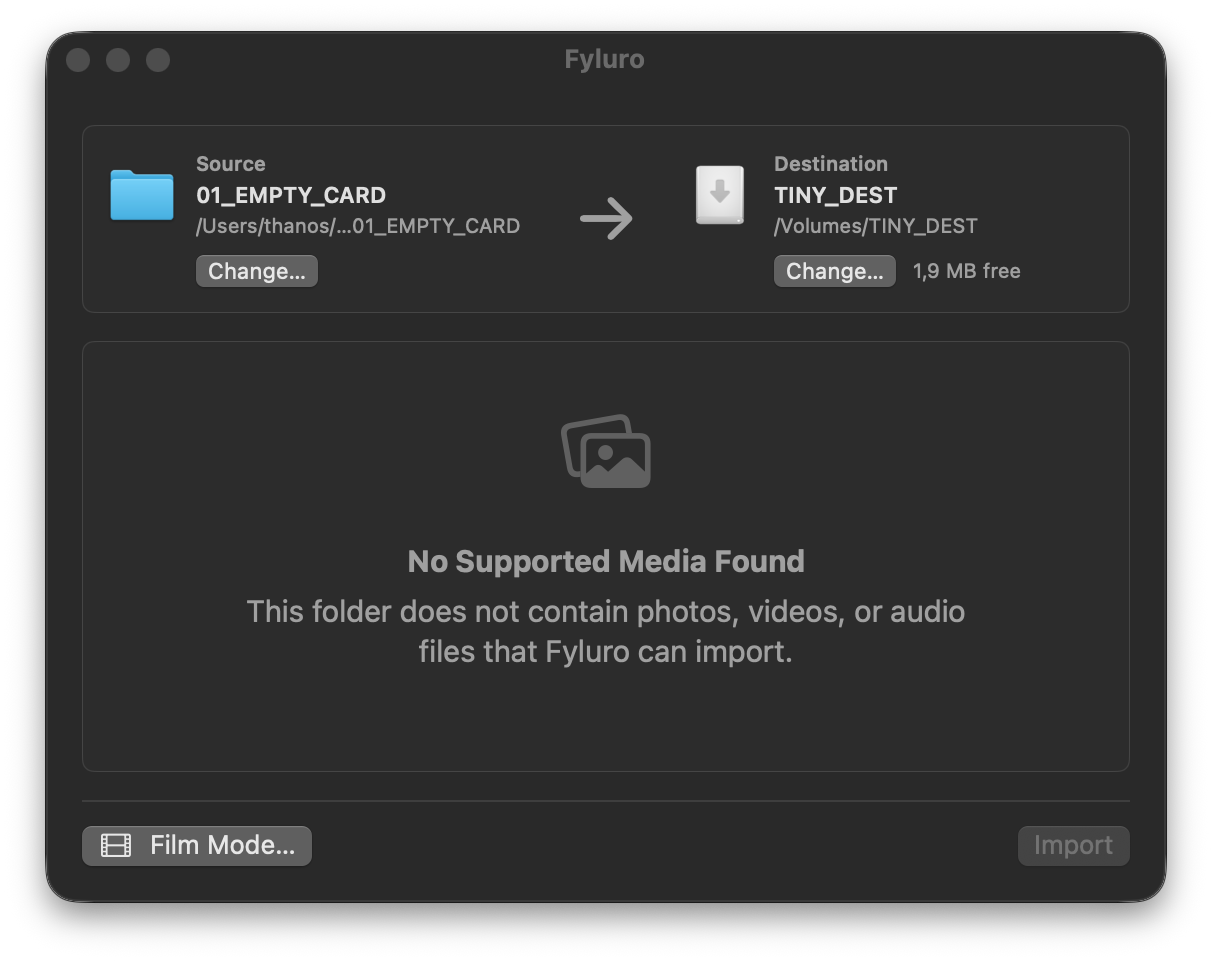 Fyluro
Source
01_EMPTY_CARD
/Users/thanos/...01_EMPTY_CARD
Change...
Destination
TINY_DEST
/Volumes/TINY_DEST
Change...
1,9 MB free
No Supported Media Found
This folder does not contain photos, videos, or audio
files that Fyluro can import.
Film Mode...
Import